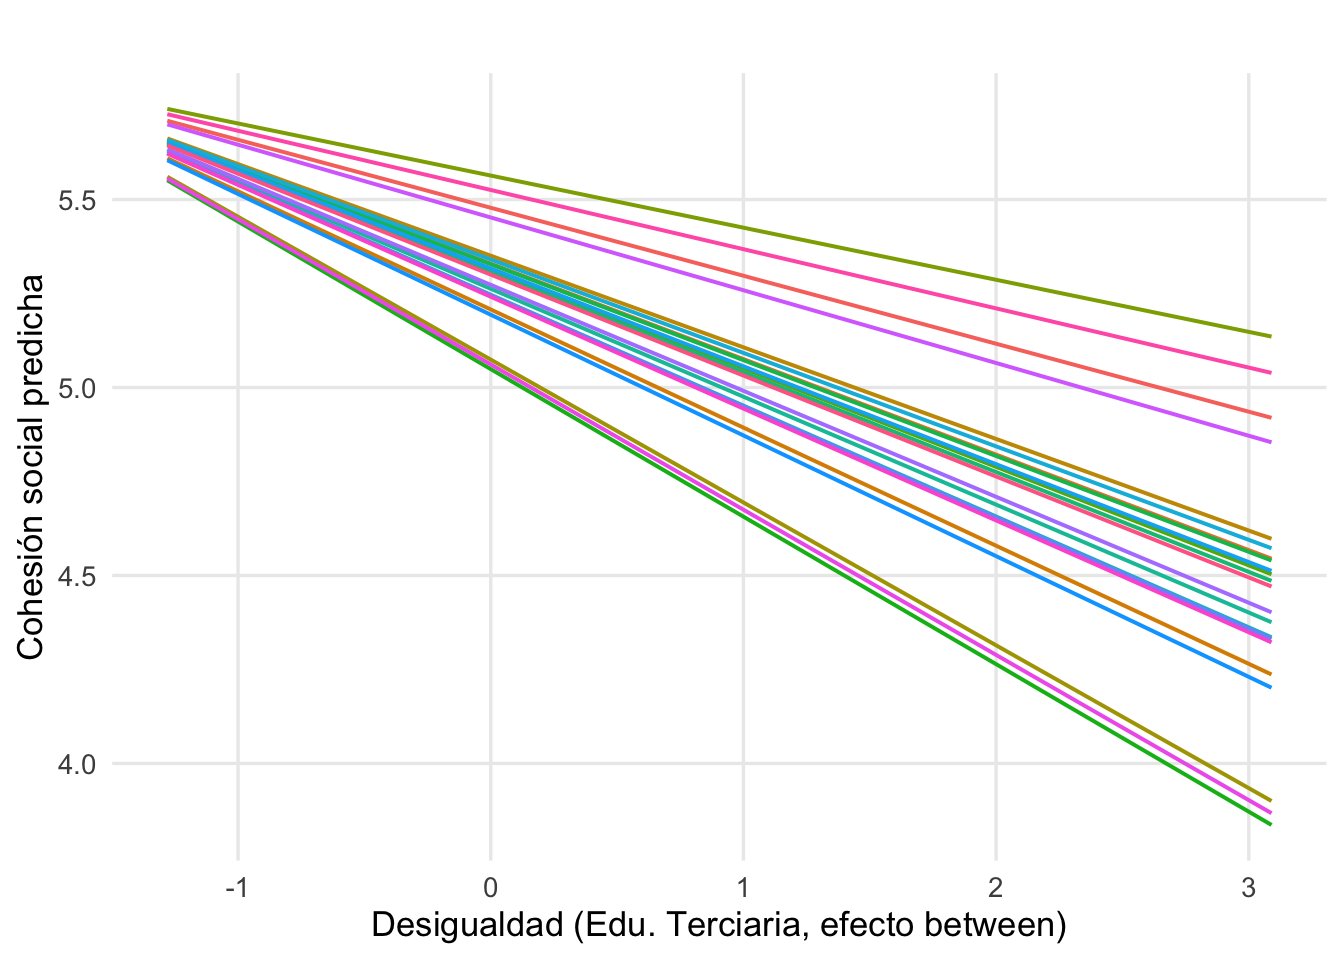 Cohesión social predicha
5.5
5.0
4.5
4.0
-1 0 1 2 3
Desigualdad (Edu. Terciaria, efecto between)